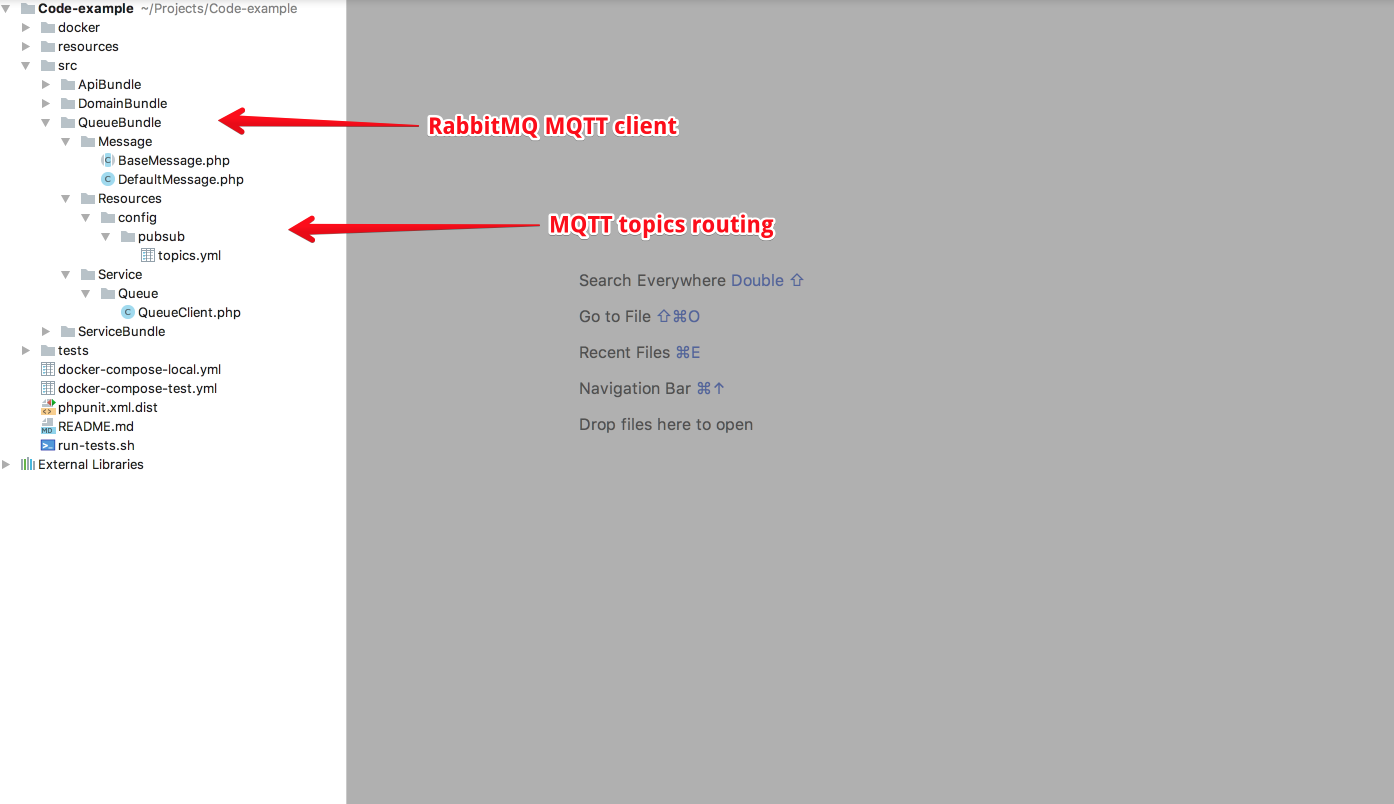 Code-example ~/Projects/Code-example
docker
resources
src
ApiBundle
DomainBundle
QueueBundle
RabbitMQ MQTT client
Message
BaseMessage.php
DefaultMessage.php
Resources
config
MQTT topics routing
pubsub
topics.yml
Service
Queue
QueueClient.php
ServiceBundle
tests
docker-compose-local.yml
docker-compose-test.yml
phpunit.xml.dist
README.md
run-tests.sh
External Libraries
Search Everywhere Double ⇧
Go to File ⇧⌘O
Recent Files ⌘E
Navigation Bar ⌘↑
Drop files here to open